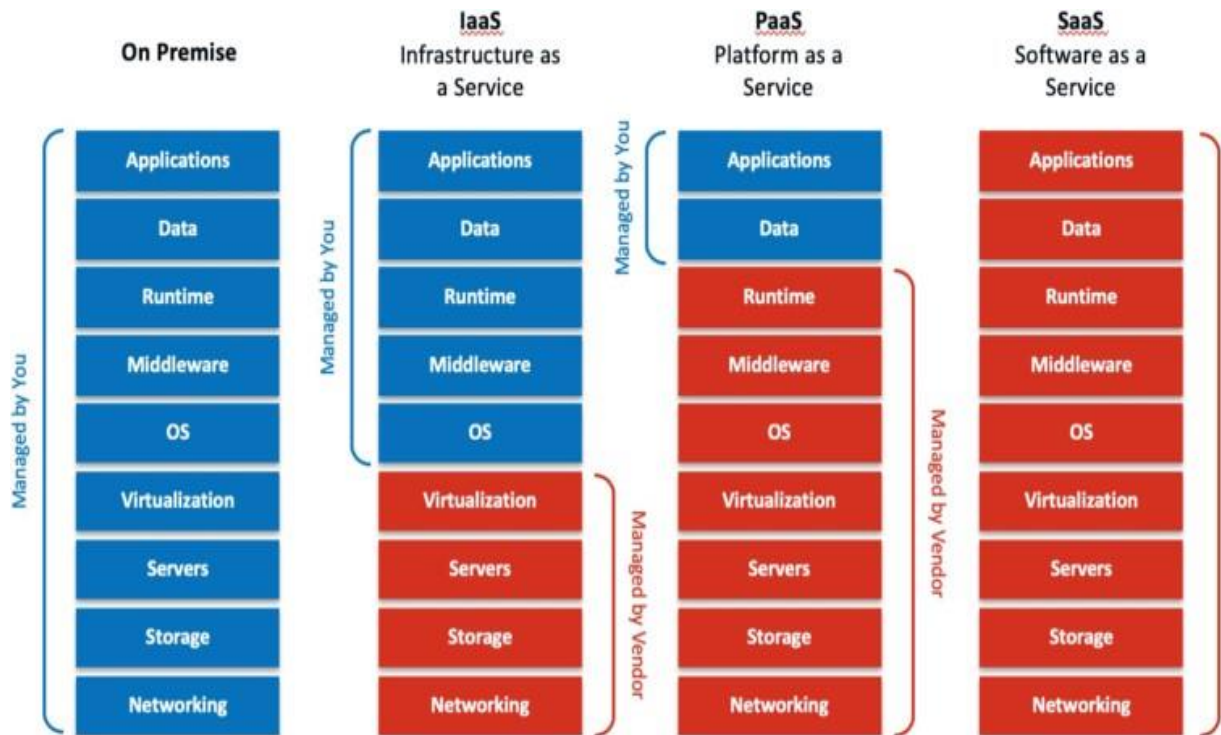 On Premise
IaaS
Infrastructure as
a Service
PaaS
Platform as a
Service
SaaS
Software as a
Service
Managed by You
Applications
Data
Runtime
Middleware
OS
Virtualization
Servers
Storage
Networking
Managed by You
Applications
Data
Runtime
Middleware
OS
Virtualization
Servers
Storage
Networking
Managed by Vendor
Managed by You
Applications
Data
Runtime
Middleware
OS
Virtualization
Servers
Storage
Networking
Managed by Vendor
Applications
Data
Runtime
Middleware
OS
Virtualization
Servers
Storage
Networking